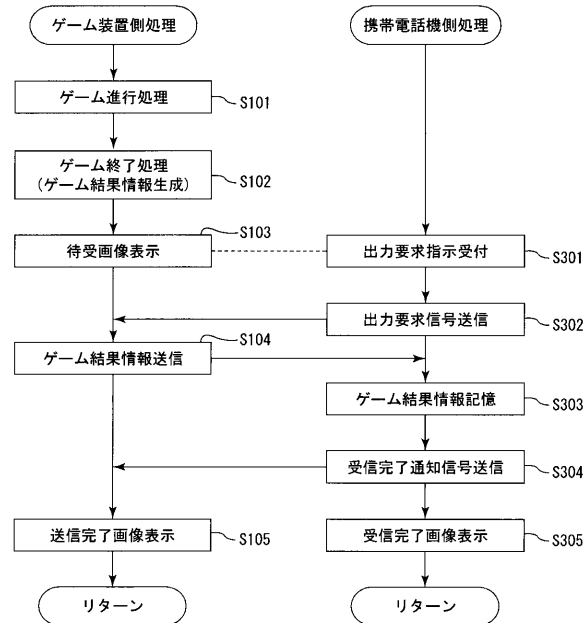 ゲーム装置側処理
携帯電話機側処理
ゲーム進行処理
S101
ゲーム終了処理
(ゲーム結果情報生成)
S102
S103
待受画像表示
出力要求指示受付
S301
出力要求信号送信
S302
S104
ゲーム結果情報送信
ゲーム結果情報記憶
S303
受信完了通知信号送信
S304
送信完了画像表示
S105
受信完了画像表示
S305
リターン
リターン